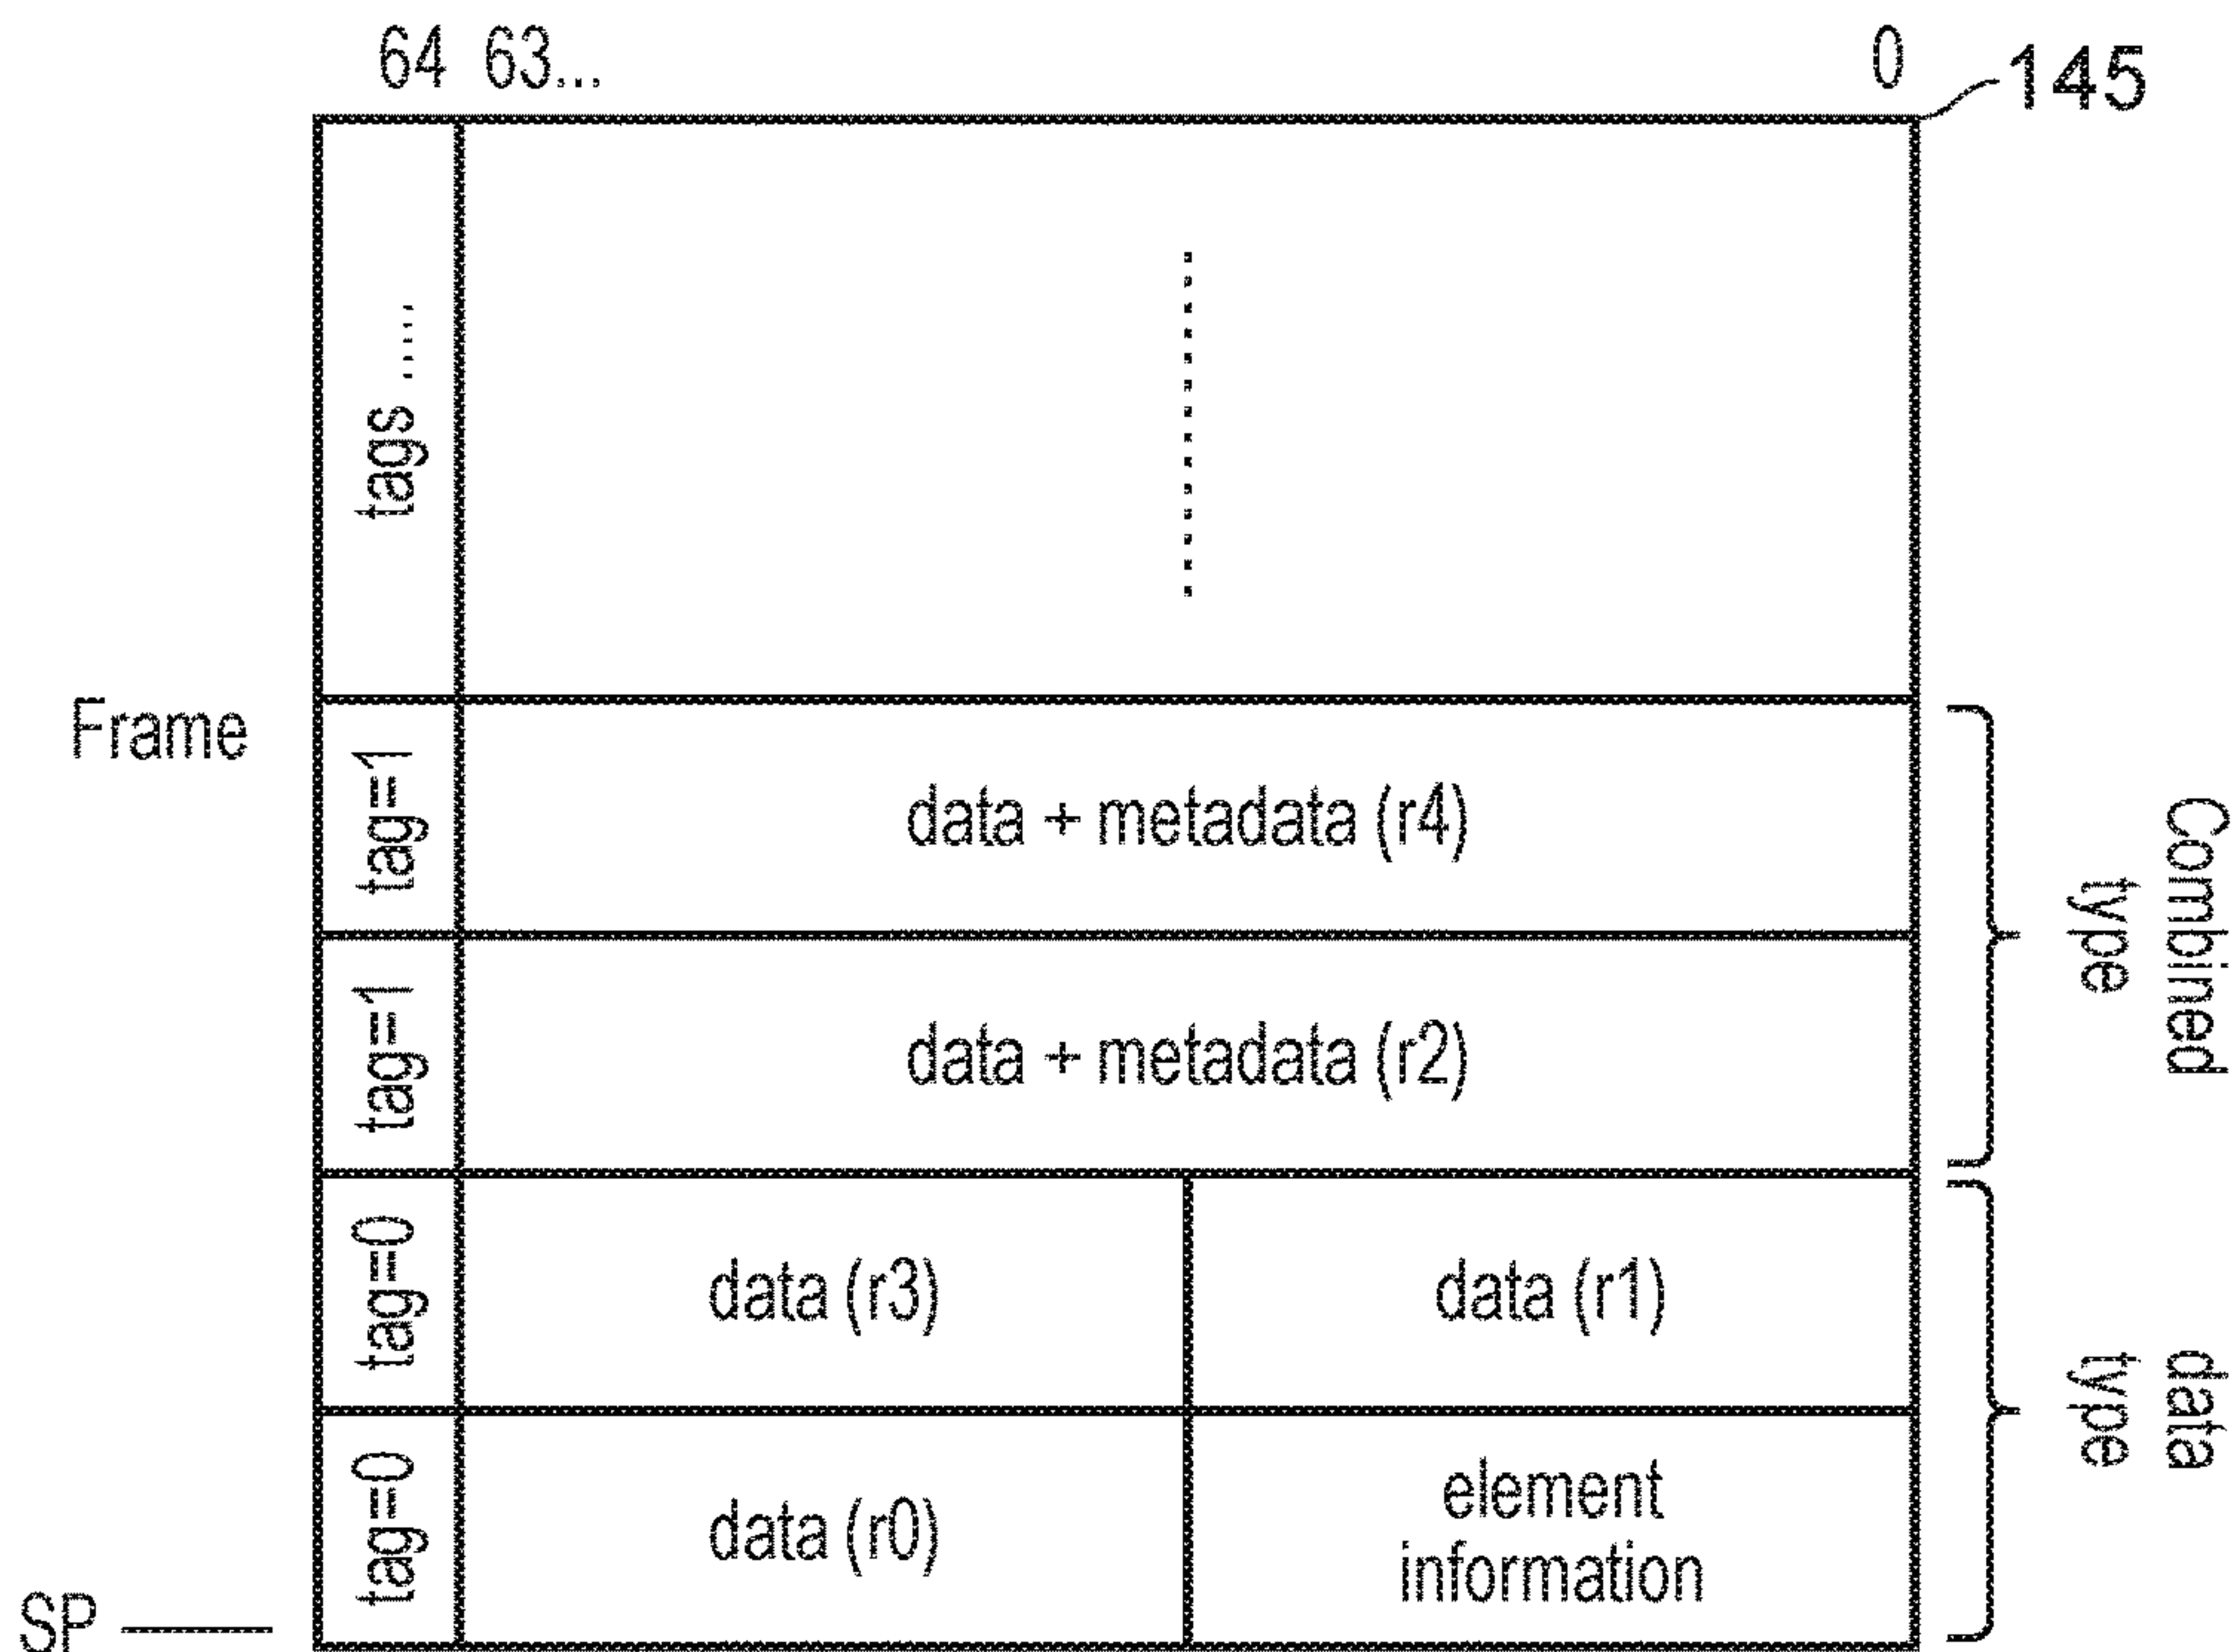 64 63... 0 145
tags .....
Frame
tag=1 data + metadata (r4)
tag=1 data + metadata (r2)
Combined
type
tag=0 data (r3) data (r1)
tag=0 data (r0) element
information
data
type
SP